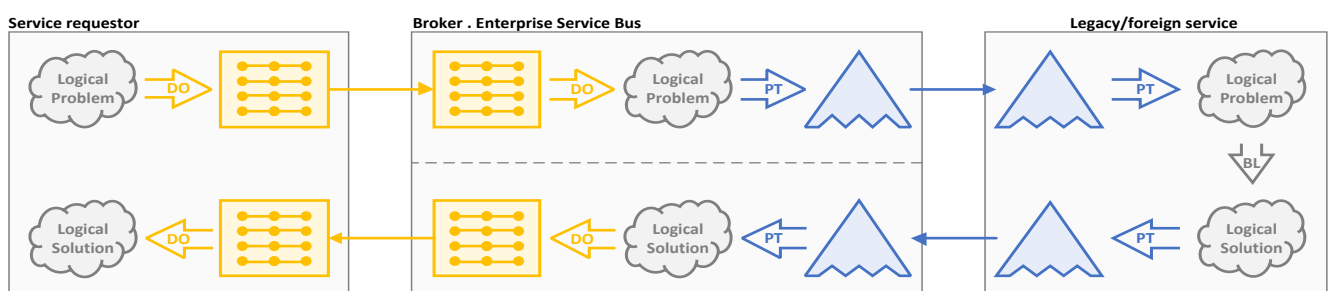 Service requestor
Broker . Enterprise Service Bus
Legacy/foreign service
Logical
Problem
DO
DO
Logical
Problem
PT
PT
Logical
Problem
BL
Logical
Solution
DO
DO
Logical
Solution
PT
PT
Logical
Solution